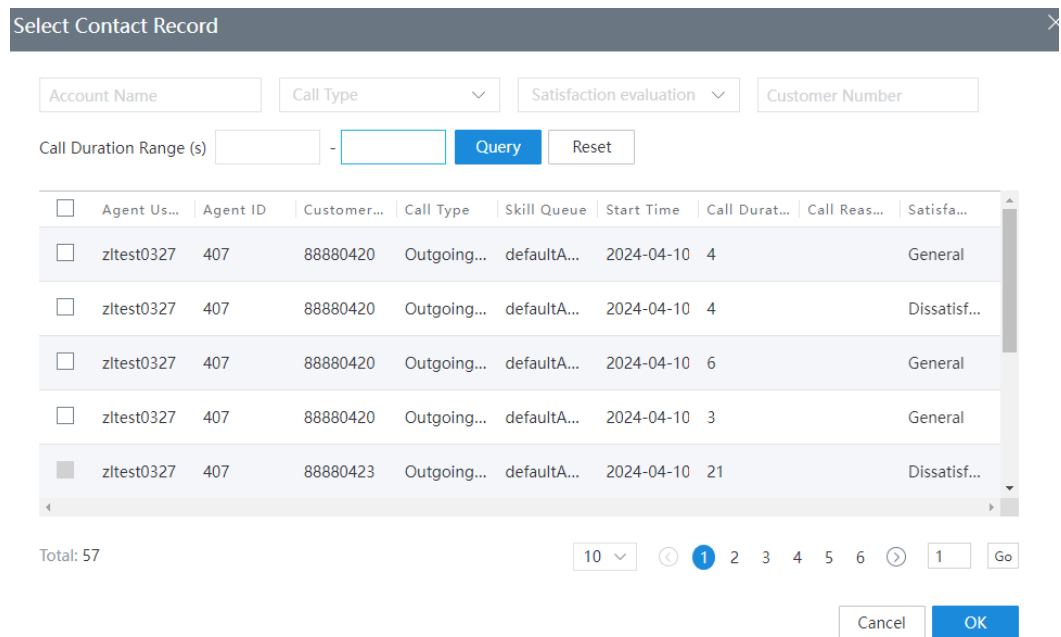 Select Contact Record
Account Name Call Type Satisfaction evaluation Customer Number
Call Duration Range (s) - Query Reset
Agent Us... Agent ID Customer... Call Type Skill Queue Start Time Call Durat... Call Reas... Satisfa...
zltest0327 407 88880420 Outgoing... defaultA... 2024-04-10 4 General
zltest0327 407 88880420 Outgoing... defaultA... 2024-04-10 4 Dissatisf...
zltest0327 407 88880420 Outgoing... defaultA... 2024-04-10 6 General
zltest0327 407 88880420 Outgoing... defaultA... 2024-04-10 3 General
zltest0327 407 88880423 Outgoing... defaultA... 2024-04-10 21 Dissatisf...
Total: 57 10 1 2 3 4 5 6 1 Go
Cancel OK